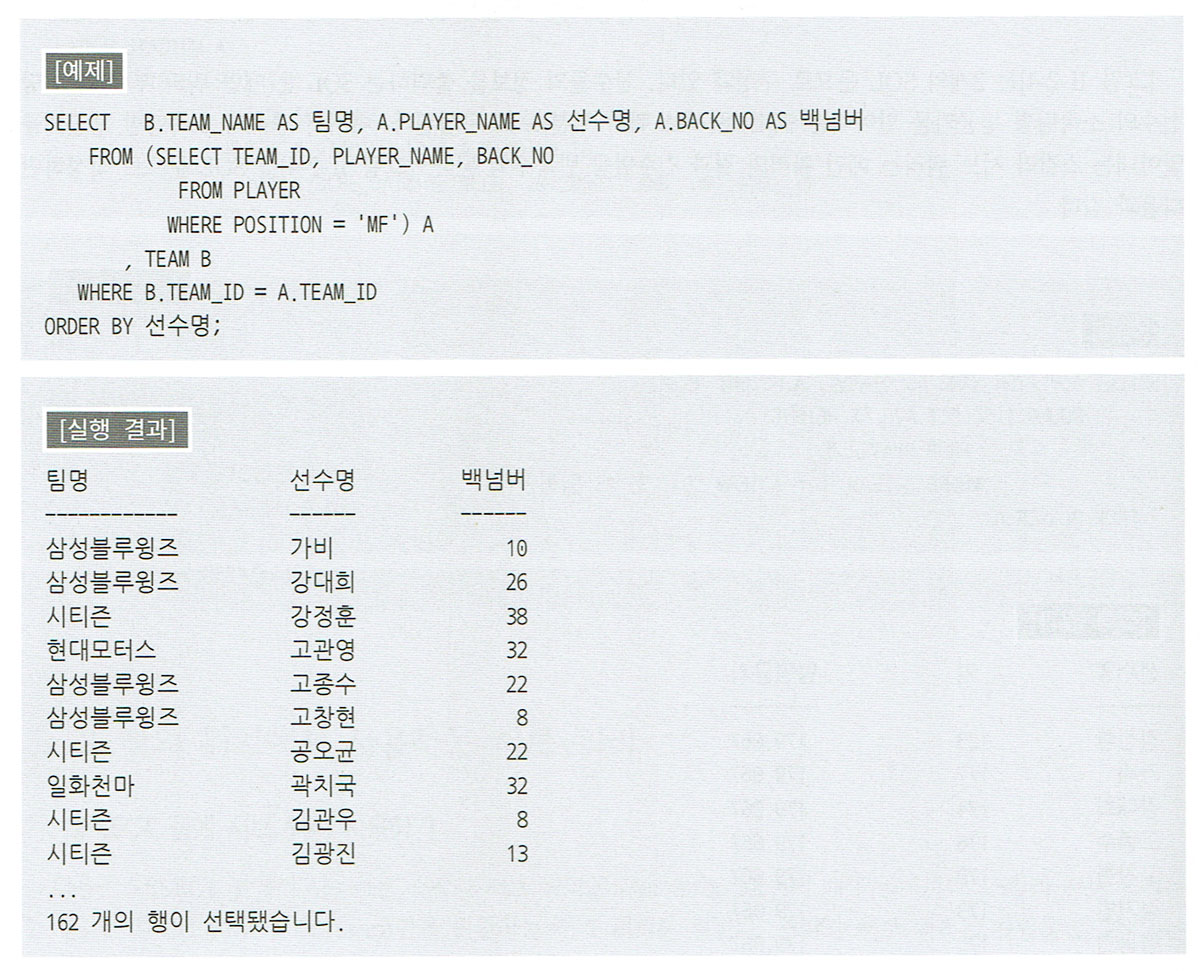 [예제]
SELECT B.TEAM_NAME AS 팀명, A.PLAYER_NAME AS 선수명, A.BACK_NO AS 백넘버
FROM (SELECT TEAM_ID, PLAYER_NAME, BACK_NO
FROM PLAYER
WHERE POSITION = 'MF') A
, TEAM B
WHERE B.TEAM_ID = A.TEAM_ID
ORDER BY 선수명;
[실행 결과]
팀명 선수명 백넘버
------------ ------ ------
삼성블루윙즈 가비 10
삼성블루윙즈 강대희 26
시티즌 강정훈 38
현대모터스 고관영 32
삼성블루윙즈 고종수 22
삼성블루윙즈 고창현 8
시티즌 공오균 22
일화천마 곽치국 32
시티즌 김관우 8
시티즌 김광진 13
...
162 개의 행이 선택됐습니다.